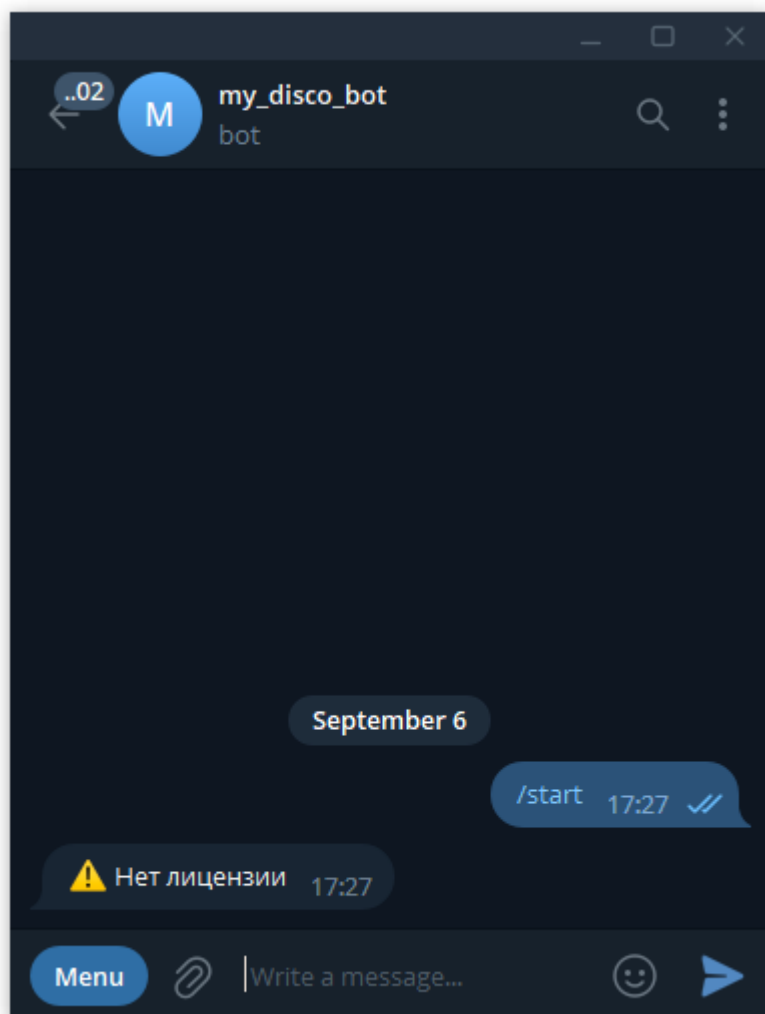 ..02
M
my_disco_bot
bot
September 6
/start 17:27
⚠️ Нет лицензии 17:27
Menu
Write a message...